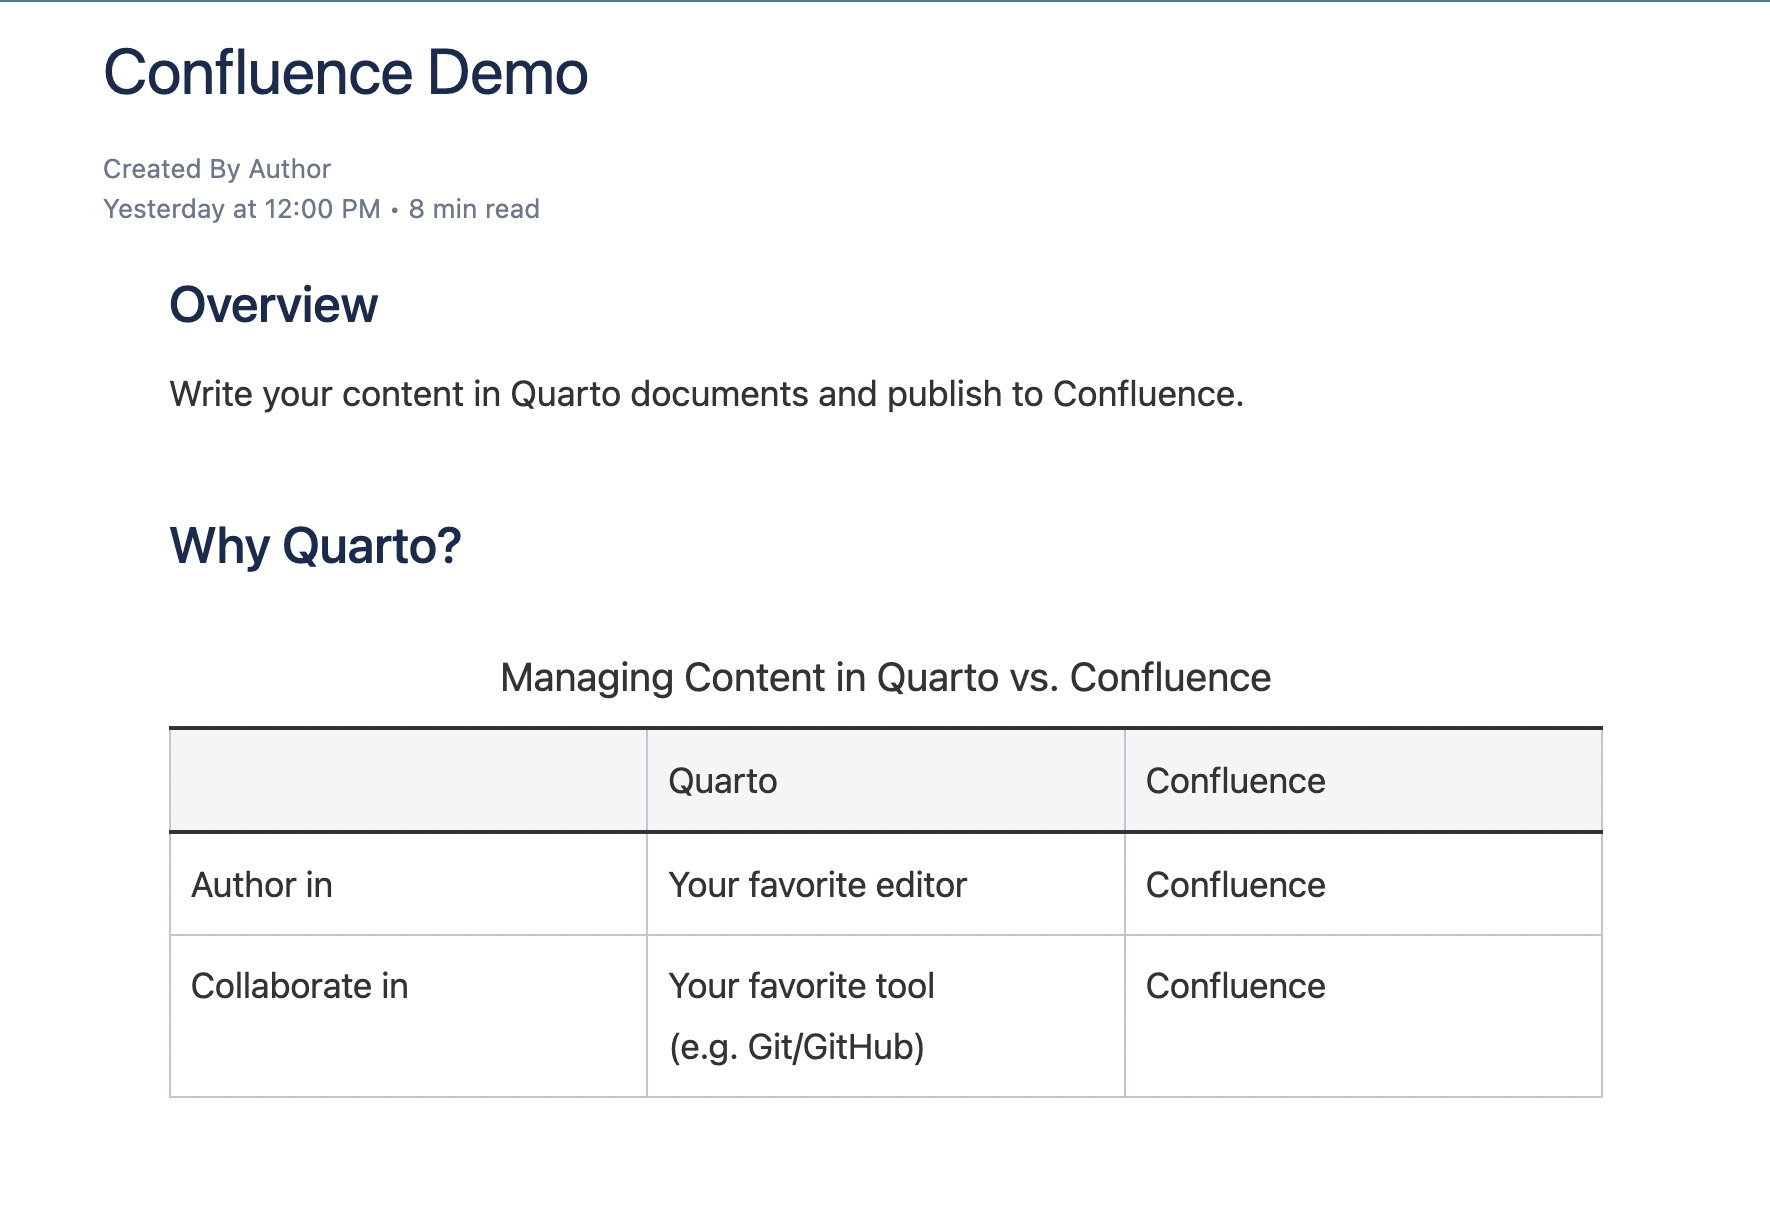 Confluence Demo
Created By Author
Yesterday at 12:00 PM • 8 min read
Overview
Write your content in Quarto documents and publish to Confluence.
Why Quarto?
Managing Content in Quarto vs. Confluence
Quarto Confluence
Author in Your favorite editor Confluence
Collaborate in Your favorite tool Confluence
(e.g. Git/GitHub)